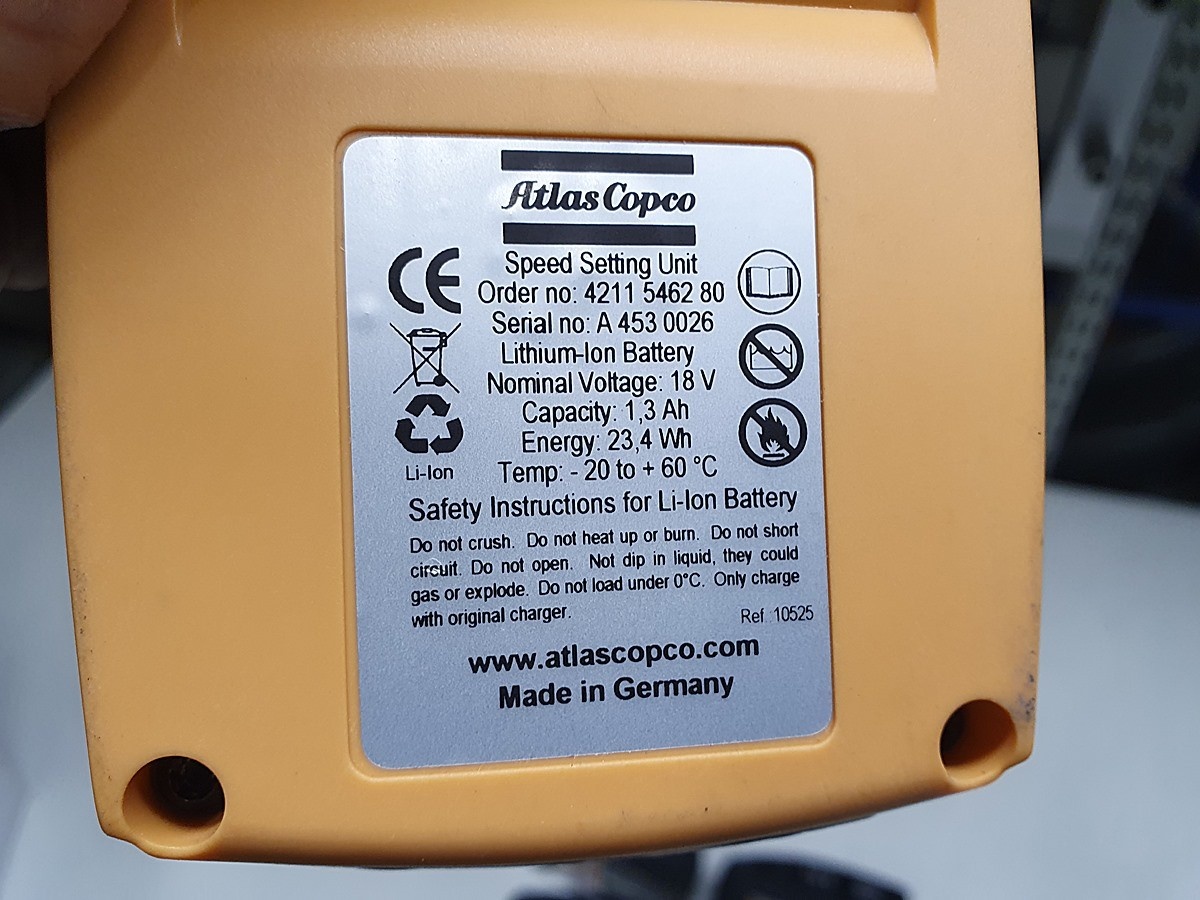 Atlas Copco
CE
Speed Setting Unit
Order no: 4211 5462 80
Serial no: A 453 0026
Lithium-Ion Battery
Nominal Voltage: 18 V
Capacity: 1,3 Ah
Energy: 23,4 Wh
Li-Ion
Temp: - 20 to + 60 °C
Safety Instructions for Li-Ion Battery
Do not crush. Do not heat up or burn. Do not short
circuit. Do not open. Not dip in liquid, they could
gas or explode. Do not load under 0°C. Only charge
with original charger.
Ref. 10525
www.atlascopco.com
Made in Germany